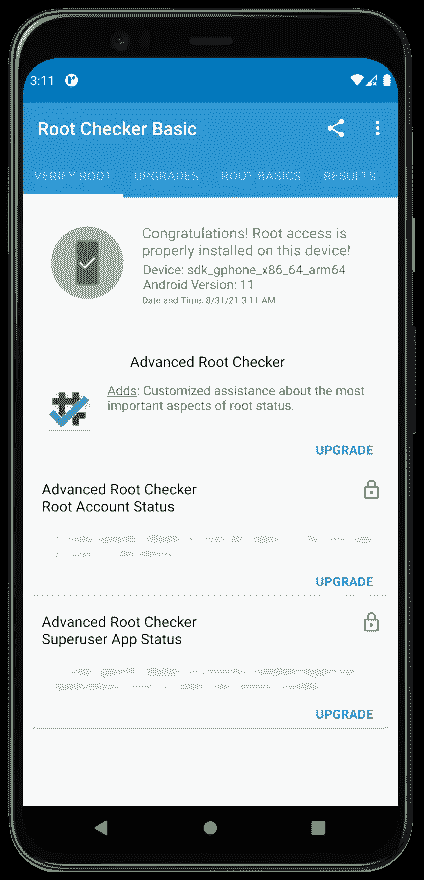 3:11
Root Checker Basic
VERIFY ROOT UPGRADES ROOT BASICS RESULTS
Congratulations! Root access is
properly installed on this device!
Device: sdk_gphone_x86_64_arm64
Android Version: 11
Date and Time: 8/31/21 3:11 AM
Advanced Root Checker
Adds: Customized assistance about the most
important aspects of root status.
UPGRADE
Advanced Root Checker
Root Account Status
UPGRADE
Advanced Root Checker
Superuser App Status
UPGRADE